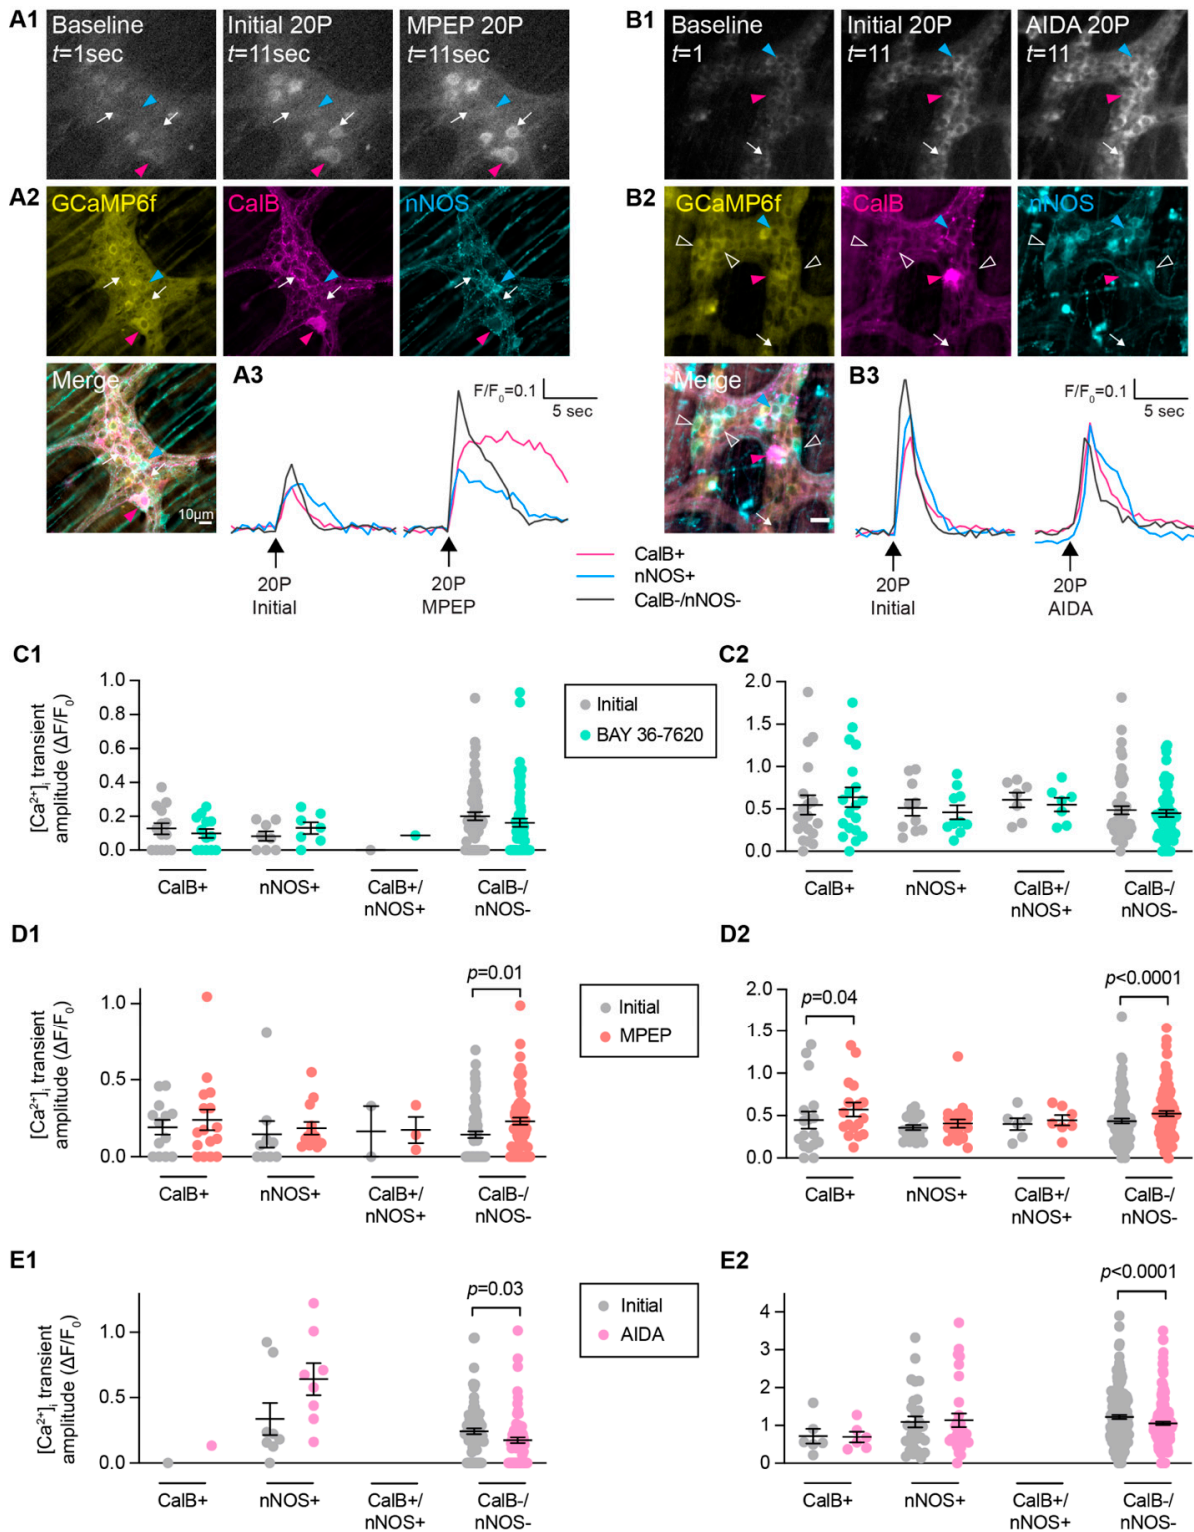 A1
Baseline
t=1sec
Initial 20P
t=11sec
MPEP 20P
t=11sec
B1
Baseline
t=1
Initial 20P
t=11
AIDA 20P
t=11
A2
GCaMP6f
CalB
nNOS
B2
GCaMP6f
CalB
nNOS
Merge
10µm
A3
F/F₀=0.1
5 sec
20P
Initial
20P
MPEP
Merge
B3
F/F₀=0.1
5 sec
20P
Initial
20P
AIDA
CalB+
nNOS+
CalB-/nNOS-
C1
[Ca²⁺]ᵢ transient
amplitude (ΔF/F₀)
1.0
0.8
0.6
0.4
0.2
0.0
CalB+
nNOS+
CalB+/
nNOS+
CalB-/
nNOS-
Initial
BAY 36-7620
C2
2.0
1.5
1.0
0.5
0.0
CalB+
nNOS+
CalB+/
nNOS+
CalB-/
nNOS-
D1
[Ca²⁺]ᵢ transient
amplitude (ΔF/F₀)
1.0
0.5
0.0
p=0.01
CalB+
nNOS+
CalB+/
nNOS+
CalB-/
nNOS-
Initial
MPEP
D2
2.0
1.5
1.0
0.5
0.0
p=0.04
p<0.0001
CalB+
nNOS+
CalB+/
nNOS+
CalB-/
nNOS-
E1
[Ca²⁺]ᵢ transient
amplitude (ΔF/F₀)
1.0
0.5
0.0
p=0.03
CalB+
nNOS+
CalB+/
nNOS+
CalB-/
nNOS-
Initial
AIDA
E2
4
3
2
1
0
p<0.0001
CalB+
nNOS+
CalB+/
nNOS+
CalB-/
nNOS-